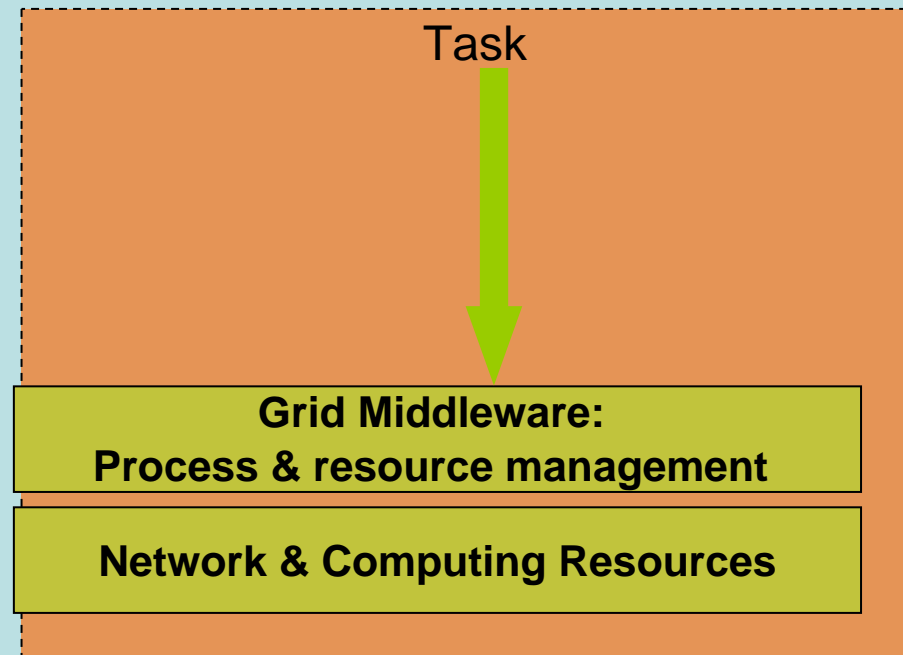 Task
Grid Middleware:
Process & resource management
Network & Computing Resources